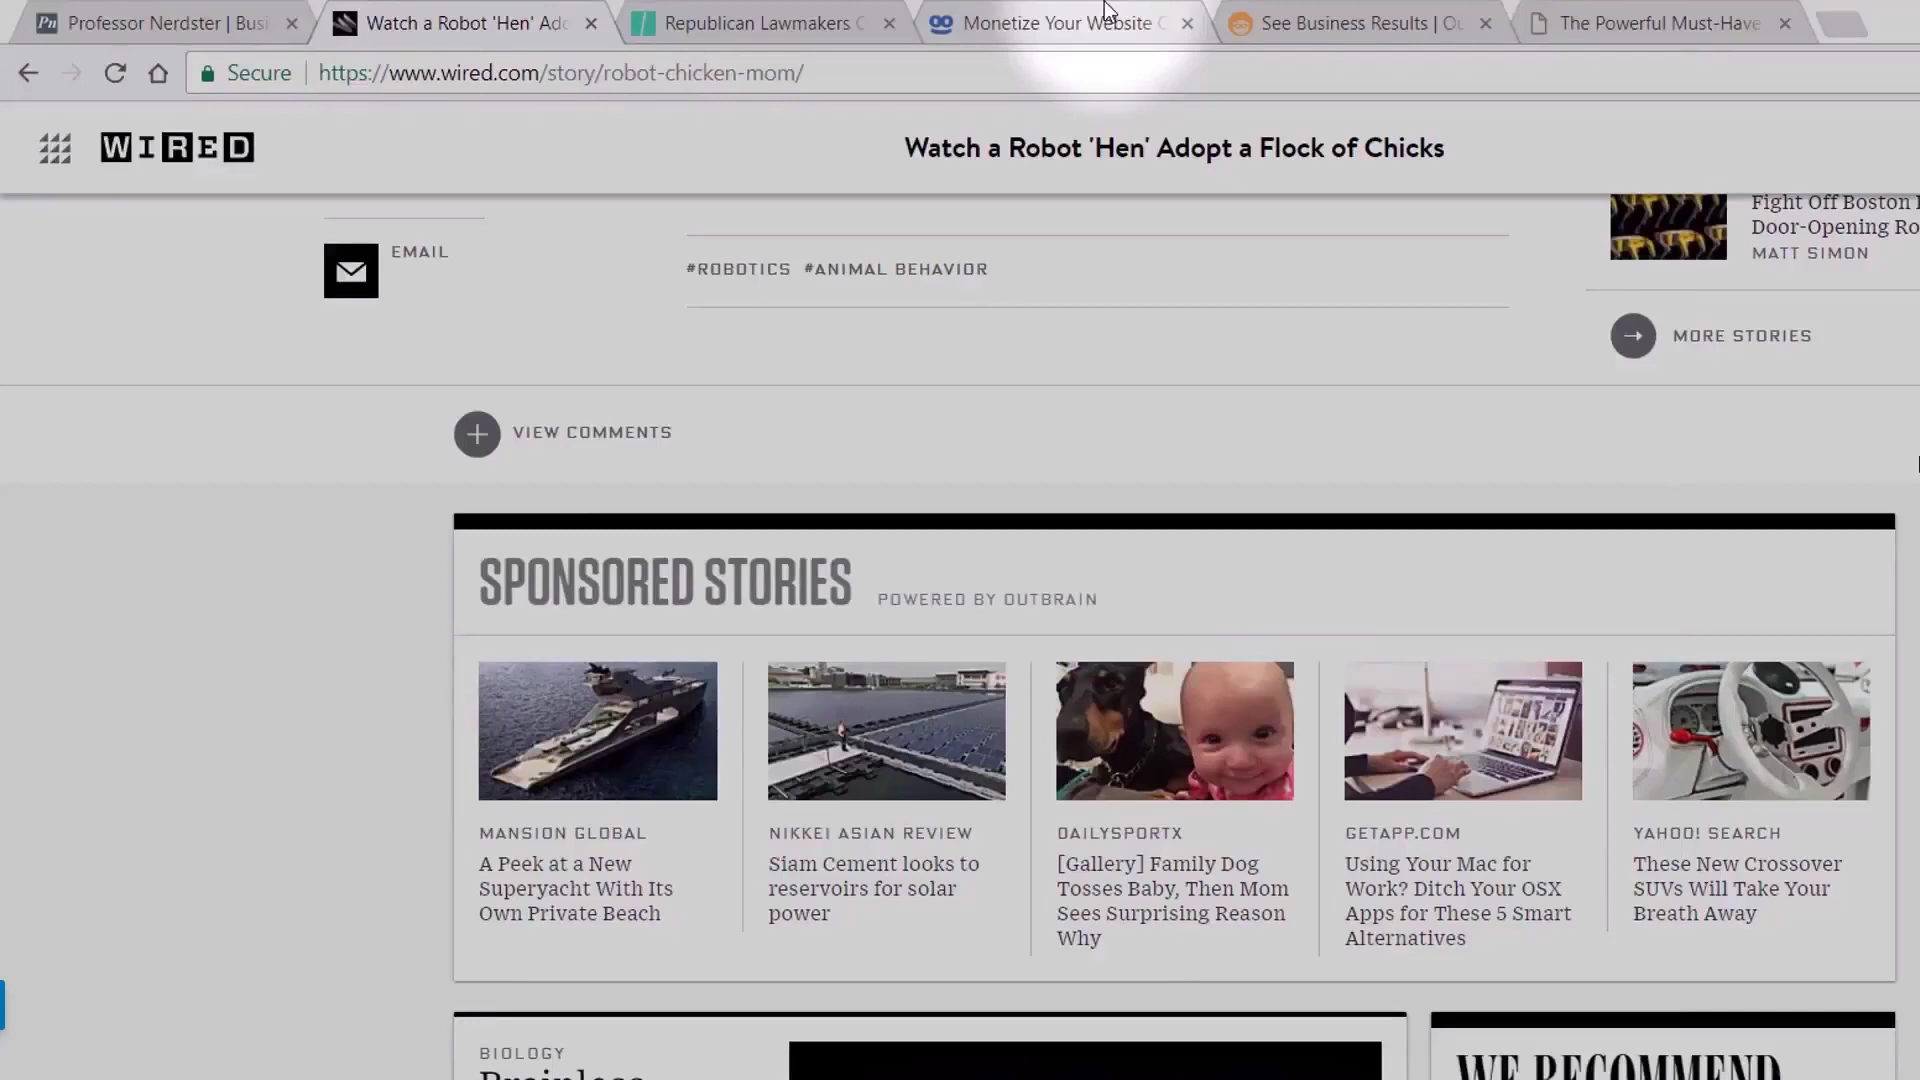 Professor Nerdster | Busi
Watch a Robot 'Hen' Ado
Republican Lawmakers C
Monetize Your Website C
See Business Results | Ou
The Powerful Must-Have
Secure
https://www.wired.com/story/robot-chicken-mom/
WIRED
Watch a Robot 'Hen' Adopt a Flock of Chicks
Fight Off Boston
Door-Opening Ro
MATT SIMON
EMAIL
#ROBOTICS #ANIMAL BEHAVIOR
MORE STORIES
VIEW COMMENTS
SPONSORED STORIES
POWERED BY OUTBRAIN
MANSION GLOBAL
A Peek at a New
Superyacht With Its
Own Private Beach
NIKKEI ASIAN REVIEW
Siam Cement looks to
reservoirs for solar
power
DAILYSPORTX
[Gallery] Family Dog
Tosses Baby, Then Mom
Sees Surprising Reason
Why
GETAPP.COM
Using Your Mac for
Work? Ditch Your OSX
Apps for These 5 Smart
Alternatives
YAHOO! SEARCH
These New Crossover
SUVs Will Take Your
Breath Away
BIOLOGY
Brainless
WE RECOMMEND